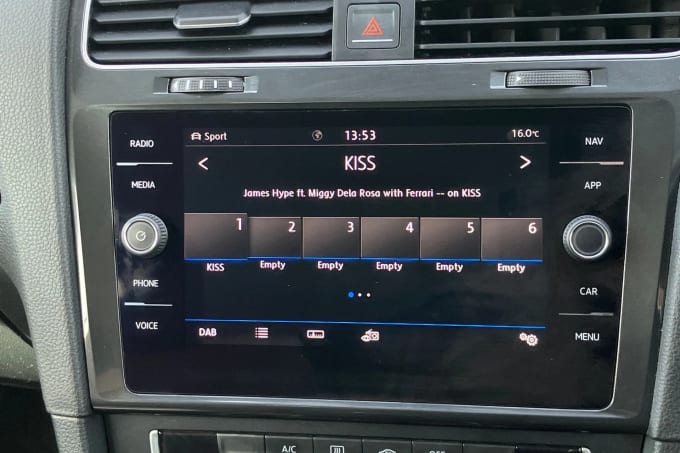 Sport 13:53 16.0°C
RADIO
NAV
< KISS >
MEDIA
APP
James Hype ft. Miggy Dela Rosa with Ferrari -- on KISS
1 2 3 4 5 6
KISS Empty Empty Empty Empty Empty
PHONE
CAR
VOICE
MENU
DAB
A/C
OFF